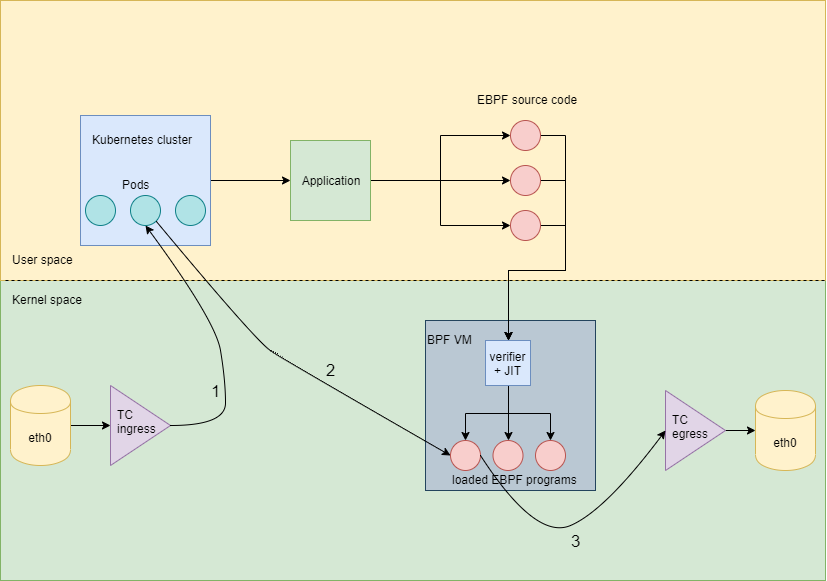 EBPF source code
Kubernetes cluster
Pods
Application
User space
Kernel space
BPF VM
verifier
+ JIT
2
1
TC
ingress
eth0
TC
egress
eth0
loaded EBPF programs
3